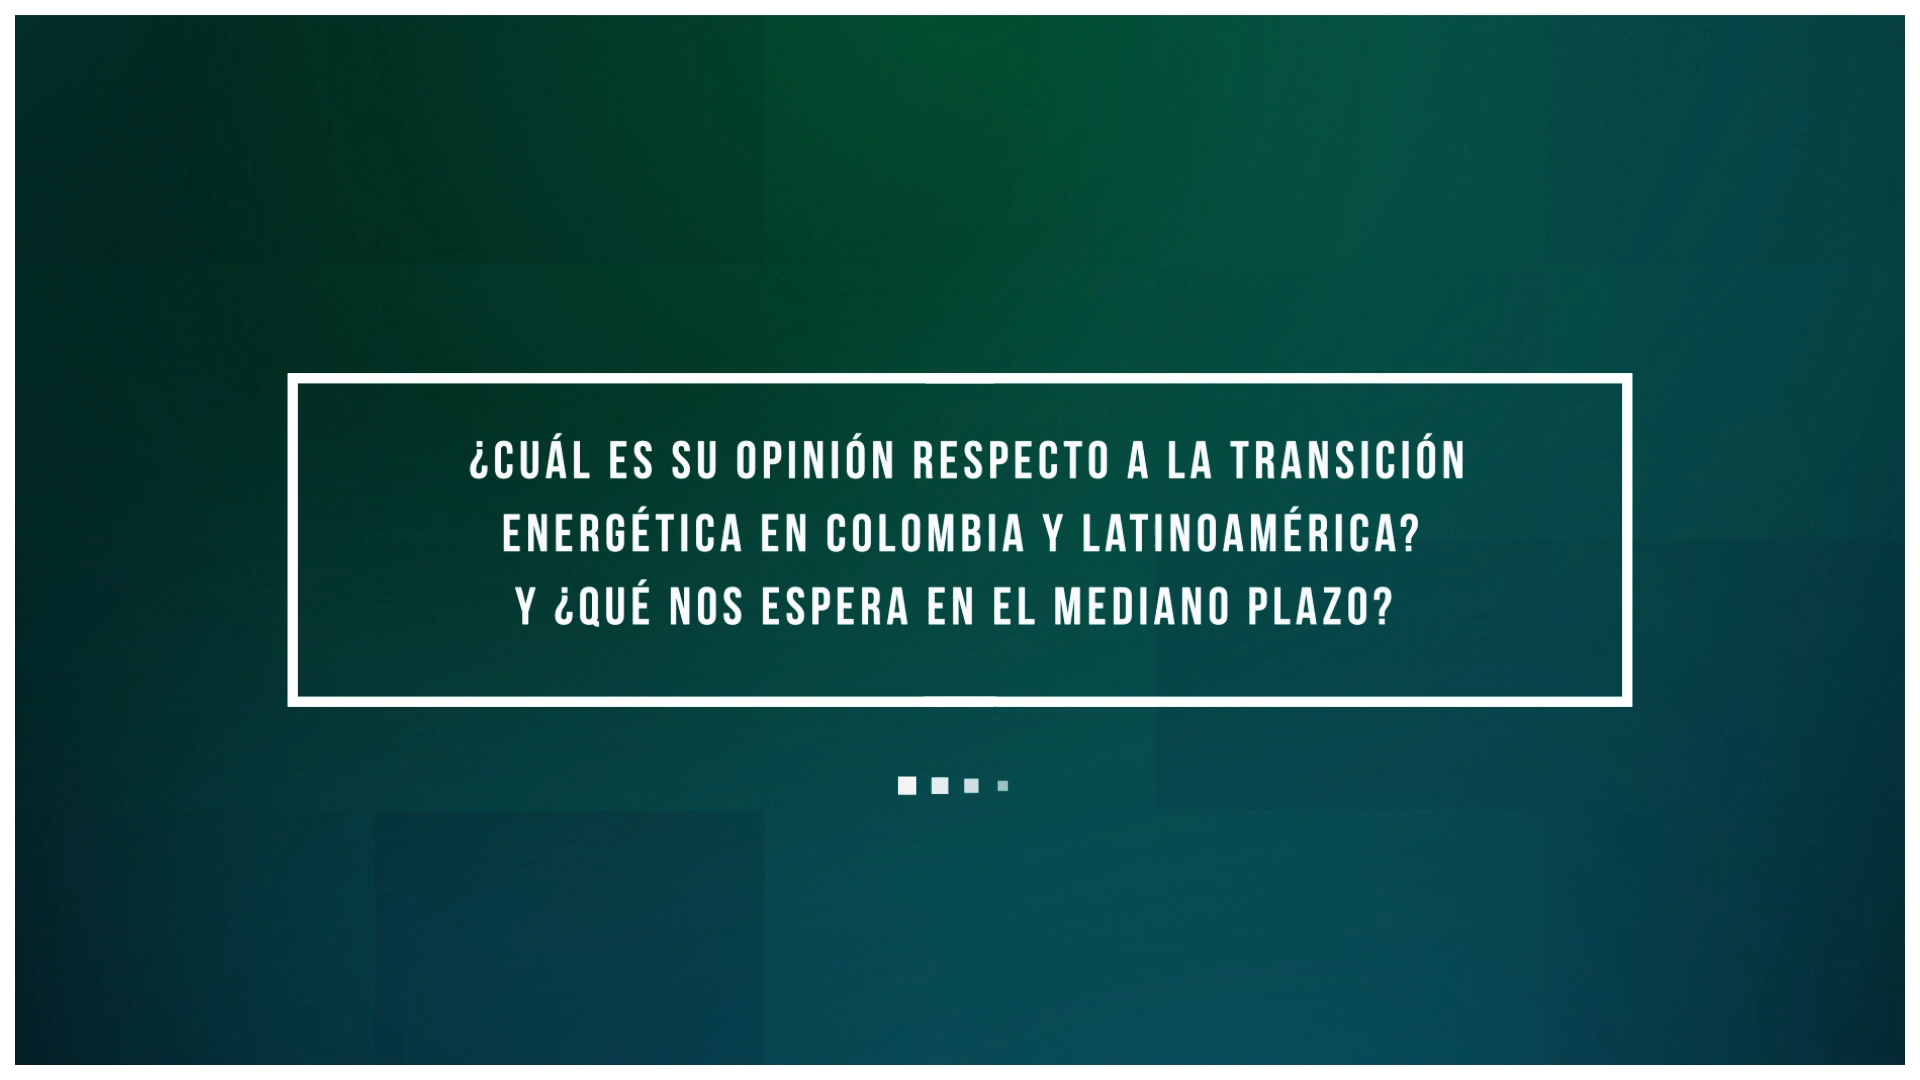 ¿CUÁL ES SU OPINIÓN RESPECTO A LA TRANSICIÓN
ENERGÉTICA EN COLOMBIA Y LATINOAMÉRICA?
Y ¿QUÉ NOS ESPERA EN EL MEDIANO PLAZO?